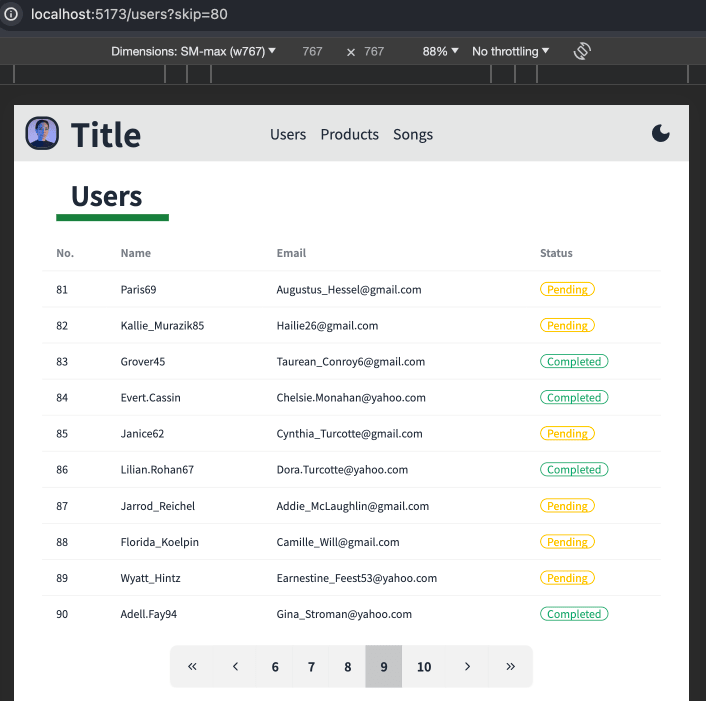 localhost:5173/users?skip=80
Dimensions: SM-max (w767) 767 × 767 88% No throttling
Title Users Products Songs
Users
No. Name Email Status
81 Paris69 Augustus_Hessel@gmail.com Pending
82 Kallie_Murazik85 Hailie26@gmail.com Pending
83 Grover45 Taurean_Conroy6@gmail.com Completed
84 Evert.Cassin Chelsie.Monahan@yahoo.com Completed
85 Janice62 Cynthia_Turcotte@gmail.com Pending
86 Lilian.Rohan67 Dora.Turcotte@yahoo.com Completed
87 Jarrod_Reichel Addie_McLaughlin@gmail.com Pending
88 Florida_Koelpin Camille_Will@gmail.com Pending
89 Wyatt_Hintz Earnestine_Feest53@yahoo.com Pending
90 Adell.Fay94 Gina_Stroman@yahoo.com Completed
« ‹ 6 7 8 9 10 › »